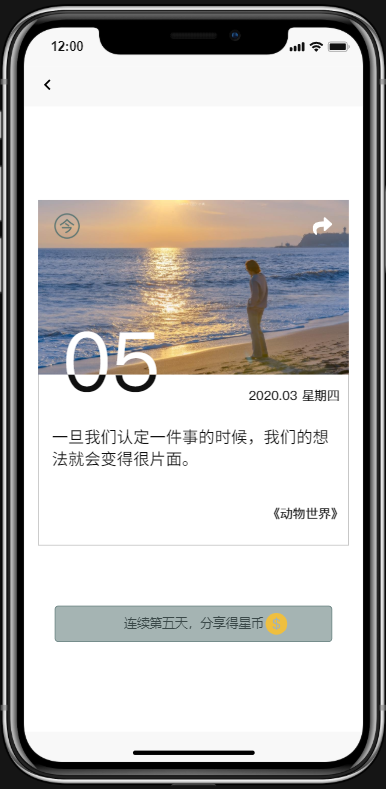 12:00
今
05
2020.03 星期四
一旦我们认定一件事的时候，我们的想
法就会变得很片面。
《动物世界》
连续第五天，分享得星币 $